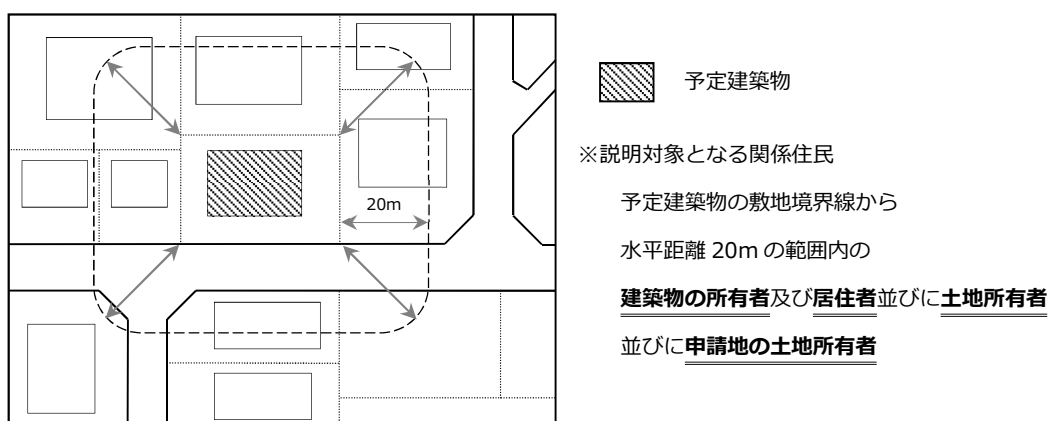 予定建築物
※説明対象となる関係住民
予定建築物の敷地境界線から
水平距離 20m の範囲内の
建築物の所有者及び居住者並びに土地所有者
並びに申請地の土地所有者
20m